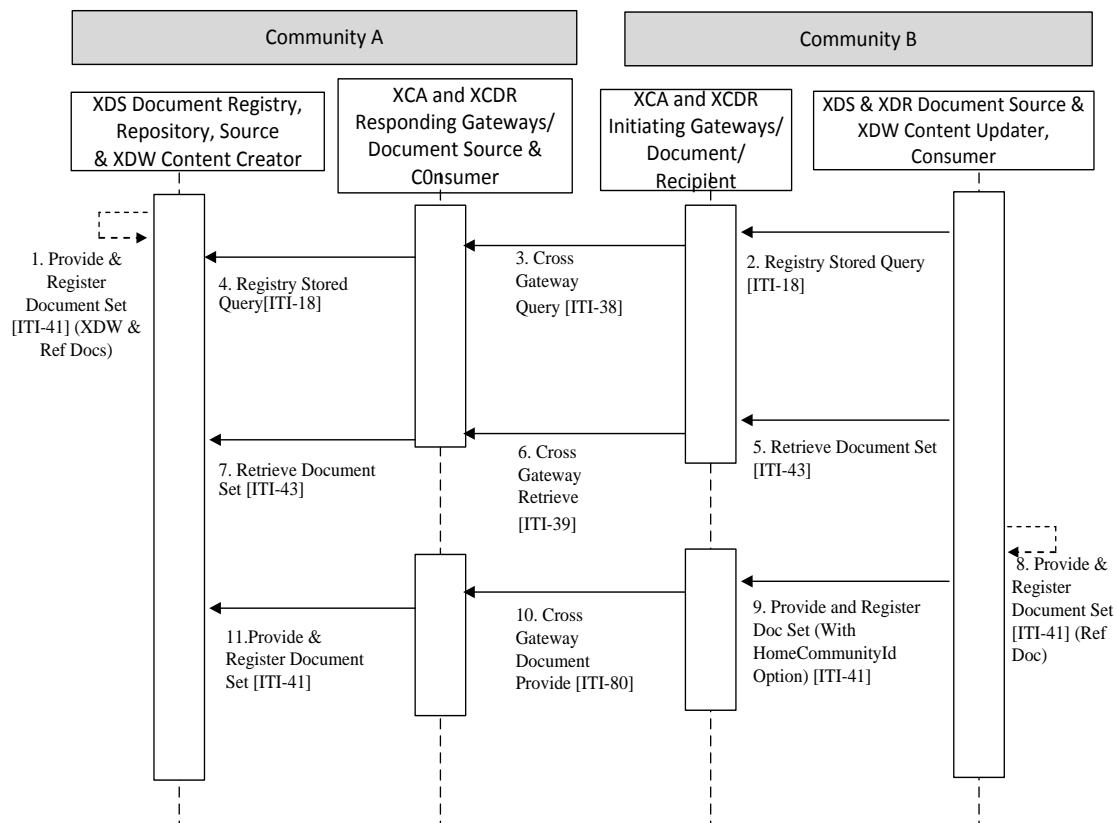 Community A
Community B
XDS Document Registry,
Repository, Source
& XDW Content Creator
XCA and XCDR
Responding Gateways/
Document Source &
C0nsumer
XCA and XCDR
Initiating Gateways/
Document/
Recipient
XDS & XDR Document Source &
XDW Content Updater,
Consumer
1. Provide &
Register
Document Set
[ITI-41] (XDW &
Ref Docs)
2. Registry Stored Query
[ITI-18]
3. Cross
Gateway
Query [ITI-38]
4. Registry Stored
Query[ITI-18]
5. Retrieve Document Set
[ITI-43]
6. Cross
Gateway
Retrieve
[ITI-39]
7. Retrieve Document
Set [ITI-43]
8. Provide &
Register
Document Set
[ITI-41] (Ref
Doc)
9. Provide and Register
Doc Set (With
HomeCommunityId
Option) [ITI-41]
10. Cross
Gateway
Document
Provide [ITI-80]
11.Provide &
Register Document
Set [ITI-41]